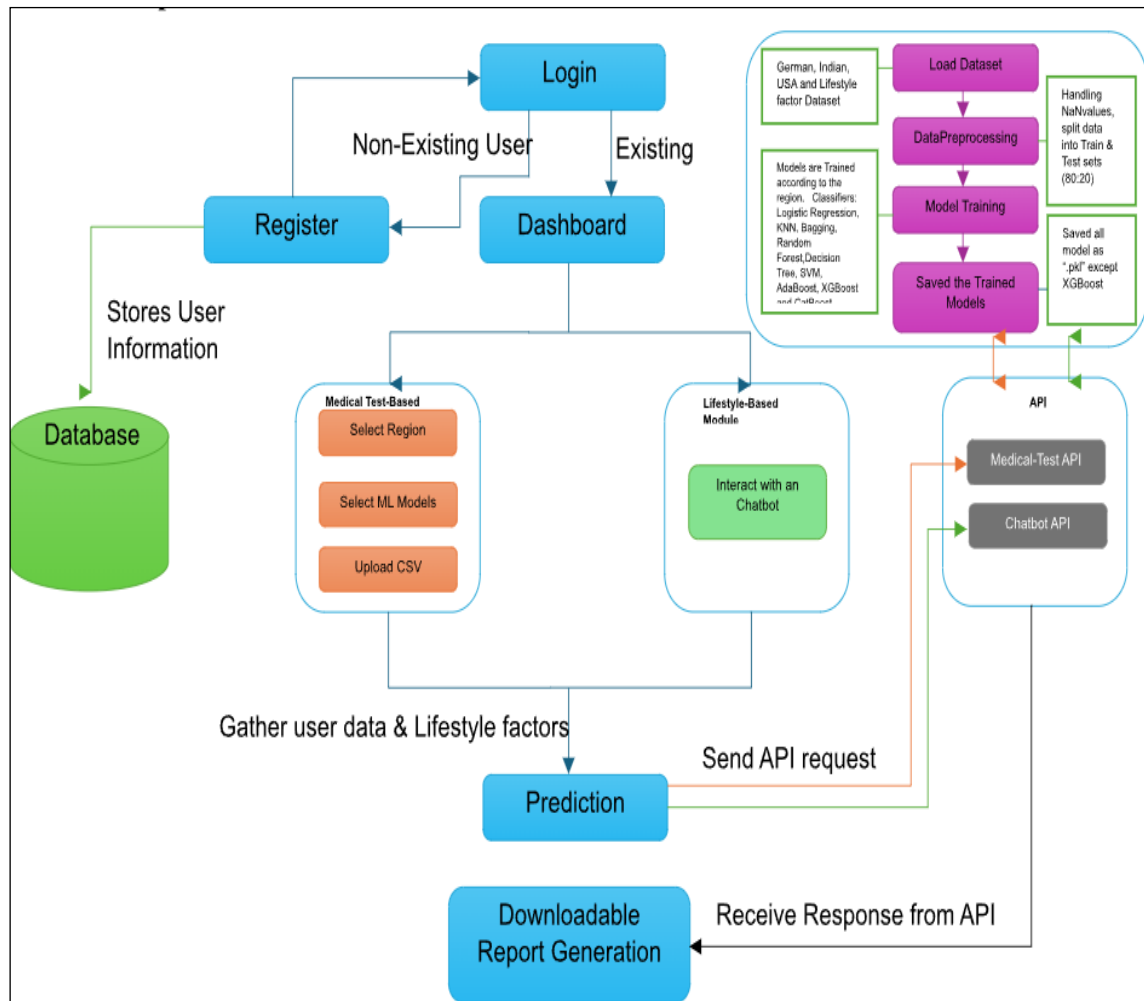 Login
Non-Existing User
Existing
Register
Dashboard
Stores User
Information
Database
Medical Test-Based
Select Region
Select ML Models
Upload CSV
Lifestyle-Based
Module
Interact with an
Chatbot
Gather user data & Lifestyle factors
Prediction
Send API request
Downloadable
Report Generation
Receive Response from API
German, Indian,
USA and Lifestyle
factor Dataset
Load Dataset
Handling
NaNvalues,
split data
into Train &
Test sets
(80:20)
DataPreprocessing
Models are Trained
according to the
region. Classifiers:
Logistic Regression,
KNN, Bagging,
Random
Forest,Decision
Tree, SVM,
AdaBoost, XGBoost
and CatBoost
Model Training
Saved the Trained
Models
Saved all
model as
“.pkl” except
XGBoost
API
Medical-Test API
Chatbot API